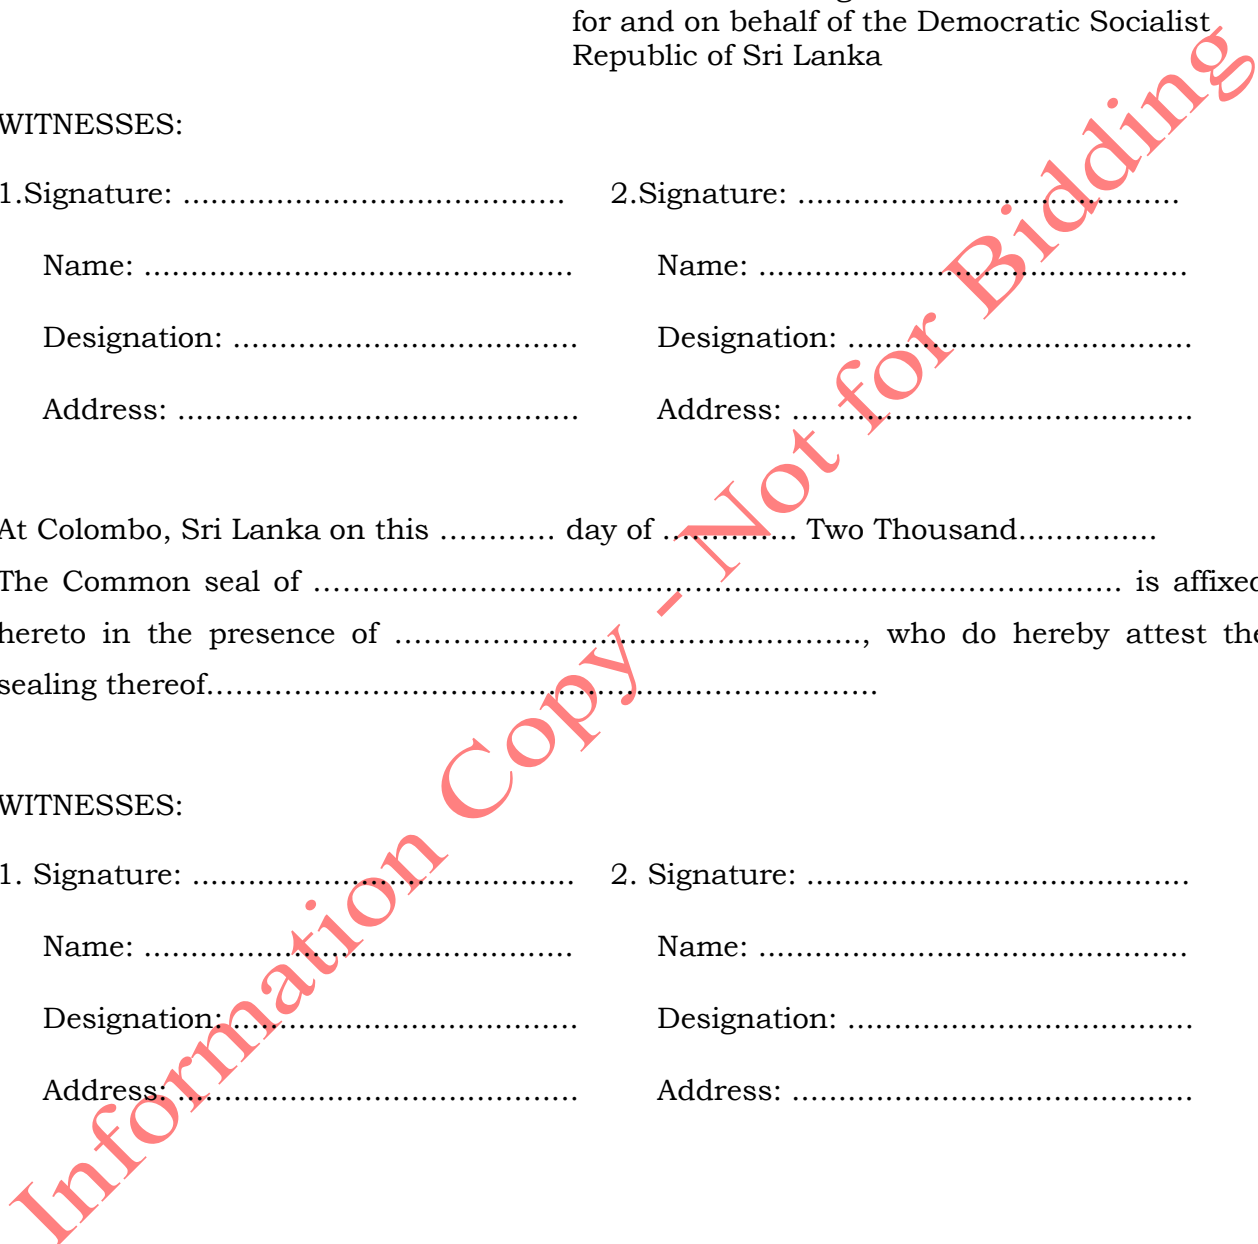 for and on behalf of the Democratic Socialist
Republic of Sri Lanka
WITNESSES:
1.Signature: ......................................... 2.Signature: .........................................
Name: .............................................. Name: ..............................................
Designation: ..................................... Designation: .....................................
Address: ........................................... Address: ...........................................
At Colombo, Sri Lanka on this ............ day of .............. Two Thousand...............
The Common seal of ....................................................................................... is affixed
hereto in the presence of .................................................., who do hereby attest the
sealing thereof........................................................................
WITNESSES:
1. Signature: ......................................... 2. Signature: .........................................
Name: .............................................. Name: ..............................................
Designation: ..................................... Designation: .....................................
Address: ........................................... Address: ...........................................
Information Copy - Not for Bidding